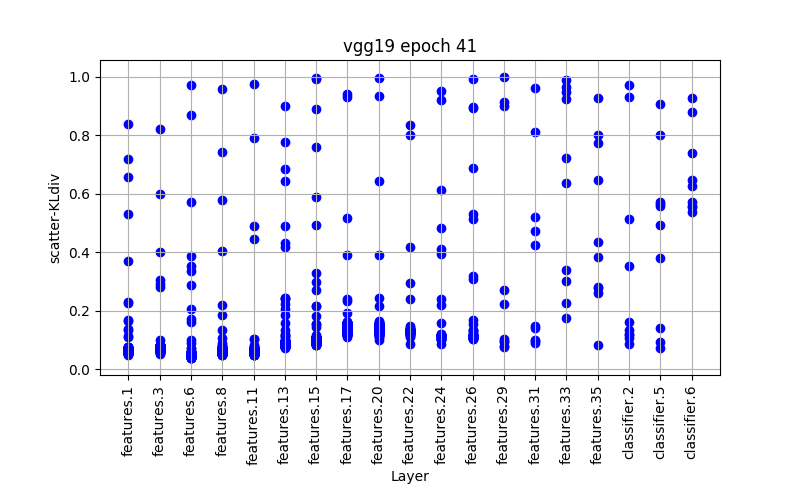 vgg19 epoch 41
scatter-KLdiv
1.0
0.8
0.6
0.4
0.2
0.0
features.1
features.3
features.6
features.8
features.11
features.13
features.15
features.17
features.20
features.22
features.24
features.26
features.29
features.31
features.33
features.35
classifier.2
classifier.5
classifier.6
Layer